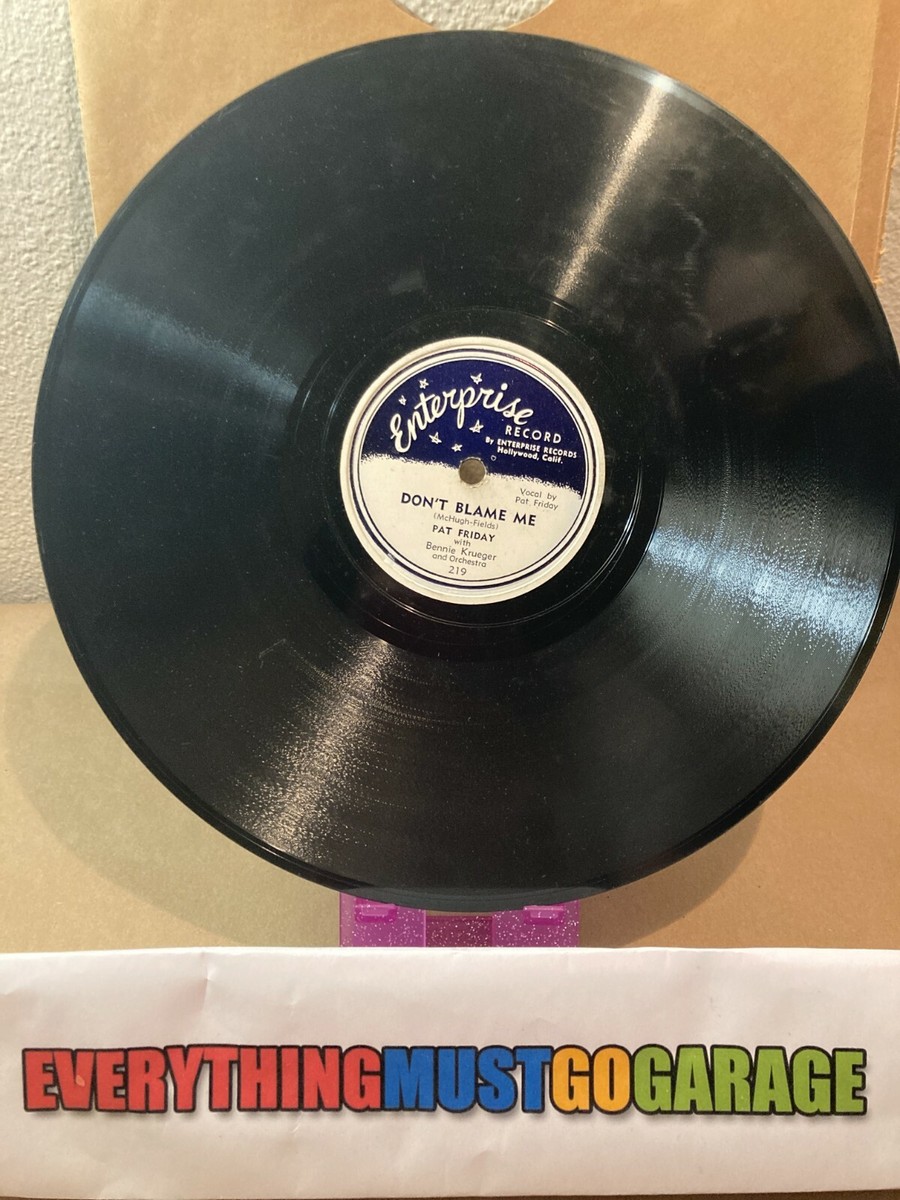 Enterprise
RECORD
By ENTERPRISE RECORDS
Hollywood, Calif.
Vocal by
Pat Friday
DON'T BLAME ME
(McHugh-Fields)
PAT FRIDAY
with
Bennie Krueger
and Orchestra
219
EVERYTHINGMUSTGOGARAGE